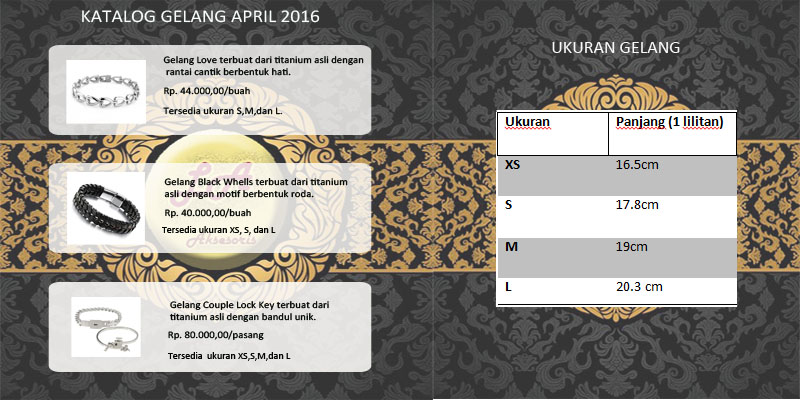 KATALOG GELANG APRIL 2016
Gelang Love terbuat dari titanium asli dengan
rantai cantik berbentuk hati.
Rp. 44.000,00/buah
Tersedia ukuran S,M,dan L.
Gelang Black Whells terbuat dari titanium
asli dengan motif berbentuk roda.
Rp. 40.000,00/buah
Tersedia ukuran XS, S, dan L
Aksesoris
Gelang Couple Lock Key terbuat dari
titanium asli dengan bandul unik.
Rp. 80.000,00/pasang
Tersedia ukuran XS,S,M,dan L
UKURAN GELANG
Ukuran Panjang (1 lilitan)
XS 16.5cm
S 17.8cm
M 19cm
L 20.3 cm